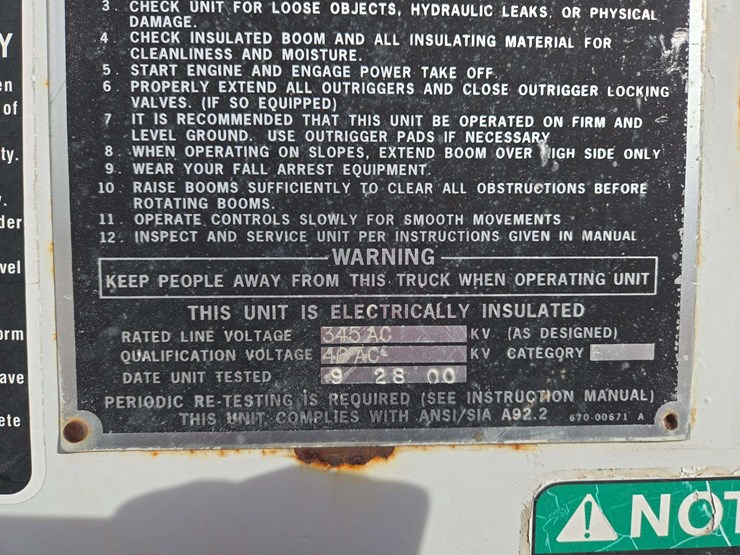 3. CHECK UNIT FOR LOOSE OBJECTS, HYDRAULIC LEAKS, OR PHYSICAL
DAMAGE.
4. CHECK INSULATED BOOM AND ALL INSULATING MATERIAL FOR
CLEANLINESS AND MOISTURE.
5. START ENGINE AND ENGAGE POWER TAKE OFF.
6. PROPERLY EXTEND ALL OUTRIGGERS AND CLOSE OUTRIGGER LOCKING
VALVES. (IF SO EQUIPPED)
7. IT IS RECOMMENDED THAT THIS UNIT BE OPERATED ON FIRM AND
LEVEL GROUND. USE OUTRIGGER PADS IF NECESSARY
8. WHEN OPERATING ON SLOPES, EXTEND BOOM OVER HIGH SIDE ONLY
9. WEAR YOUR FALL ARREST EQUIPMENT.
10. RAISE BOOMS SUFFICIENTLY TO CLEAR ALL OBSTRUCTIONS BEFORE
ROTATING BOOMS.
11. OPERATE CONTROLS SLOWLY FOR SMOOTH MOVEMENTS
12. INSPECT AND SERVICE UNIT PER INSTRUCTIONS GIVEN IN MANUAL
WARNING
KEEP PEOPLE AWAY FROM THIS TRUCK WHEN OPERATING UNIT
THIS UNIT IS ELECTRICALLY INSULATED
RATED LINE VOLTAGE 345 AC KV (AS DESIGNED)
QUALIFICATION VOLTAGE AC KV CATEGORY
DATE UNIT TESTED 9 28 00
PERIODIC RE-TESTING IS REQUIRED (SEE INSTRUCTION MANUAL)
THIS UNIT COMPLIES WITH ANSI/SIA A92.2 670-00671 A
Y
en
of
ty.
y.
der
vel
orm
ave
ete
NOT